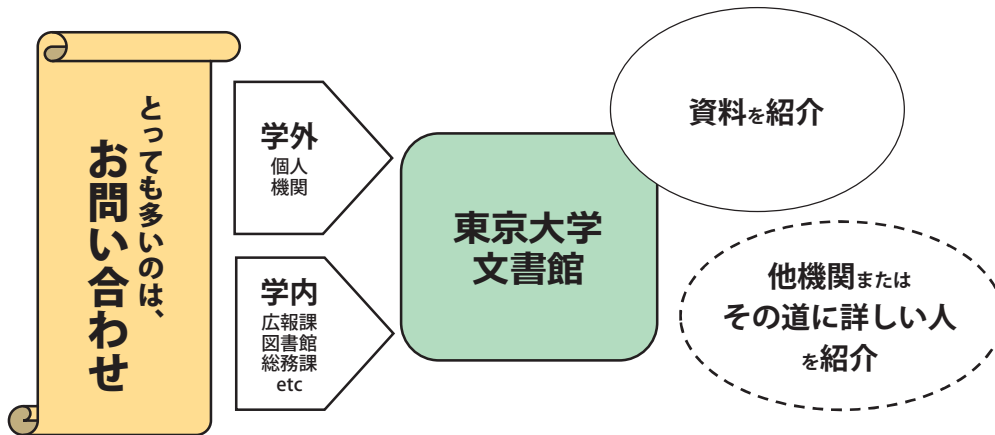 とっても多いのは、
お問い合わせ
学外
個人
機関
学内
広報課
図書館
総務課
etc
東京大学
文書館
資料を紹介
他機関または
その道に詳しい人
を紹介